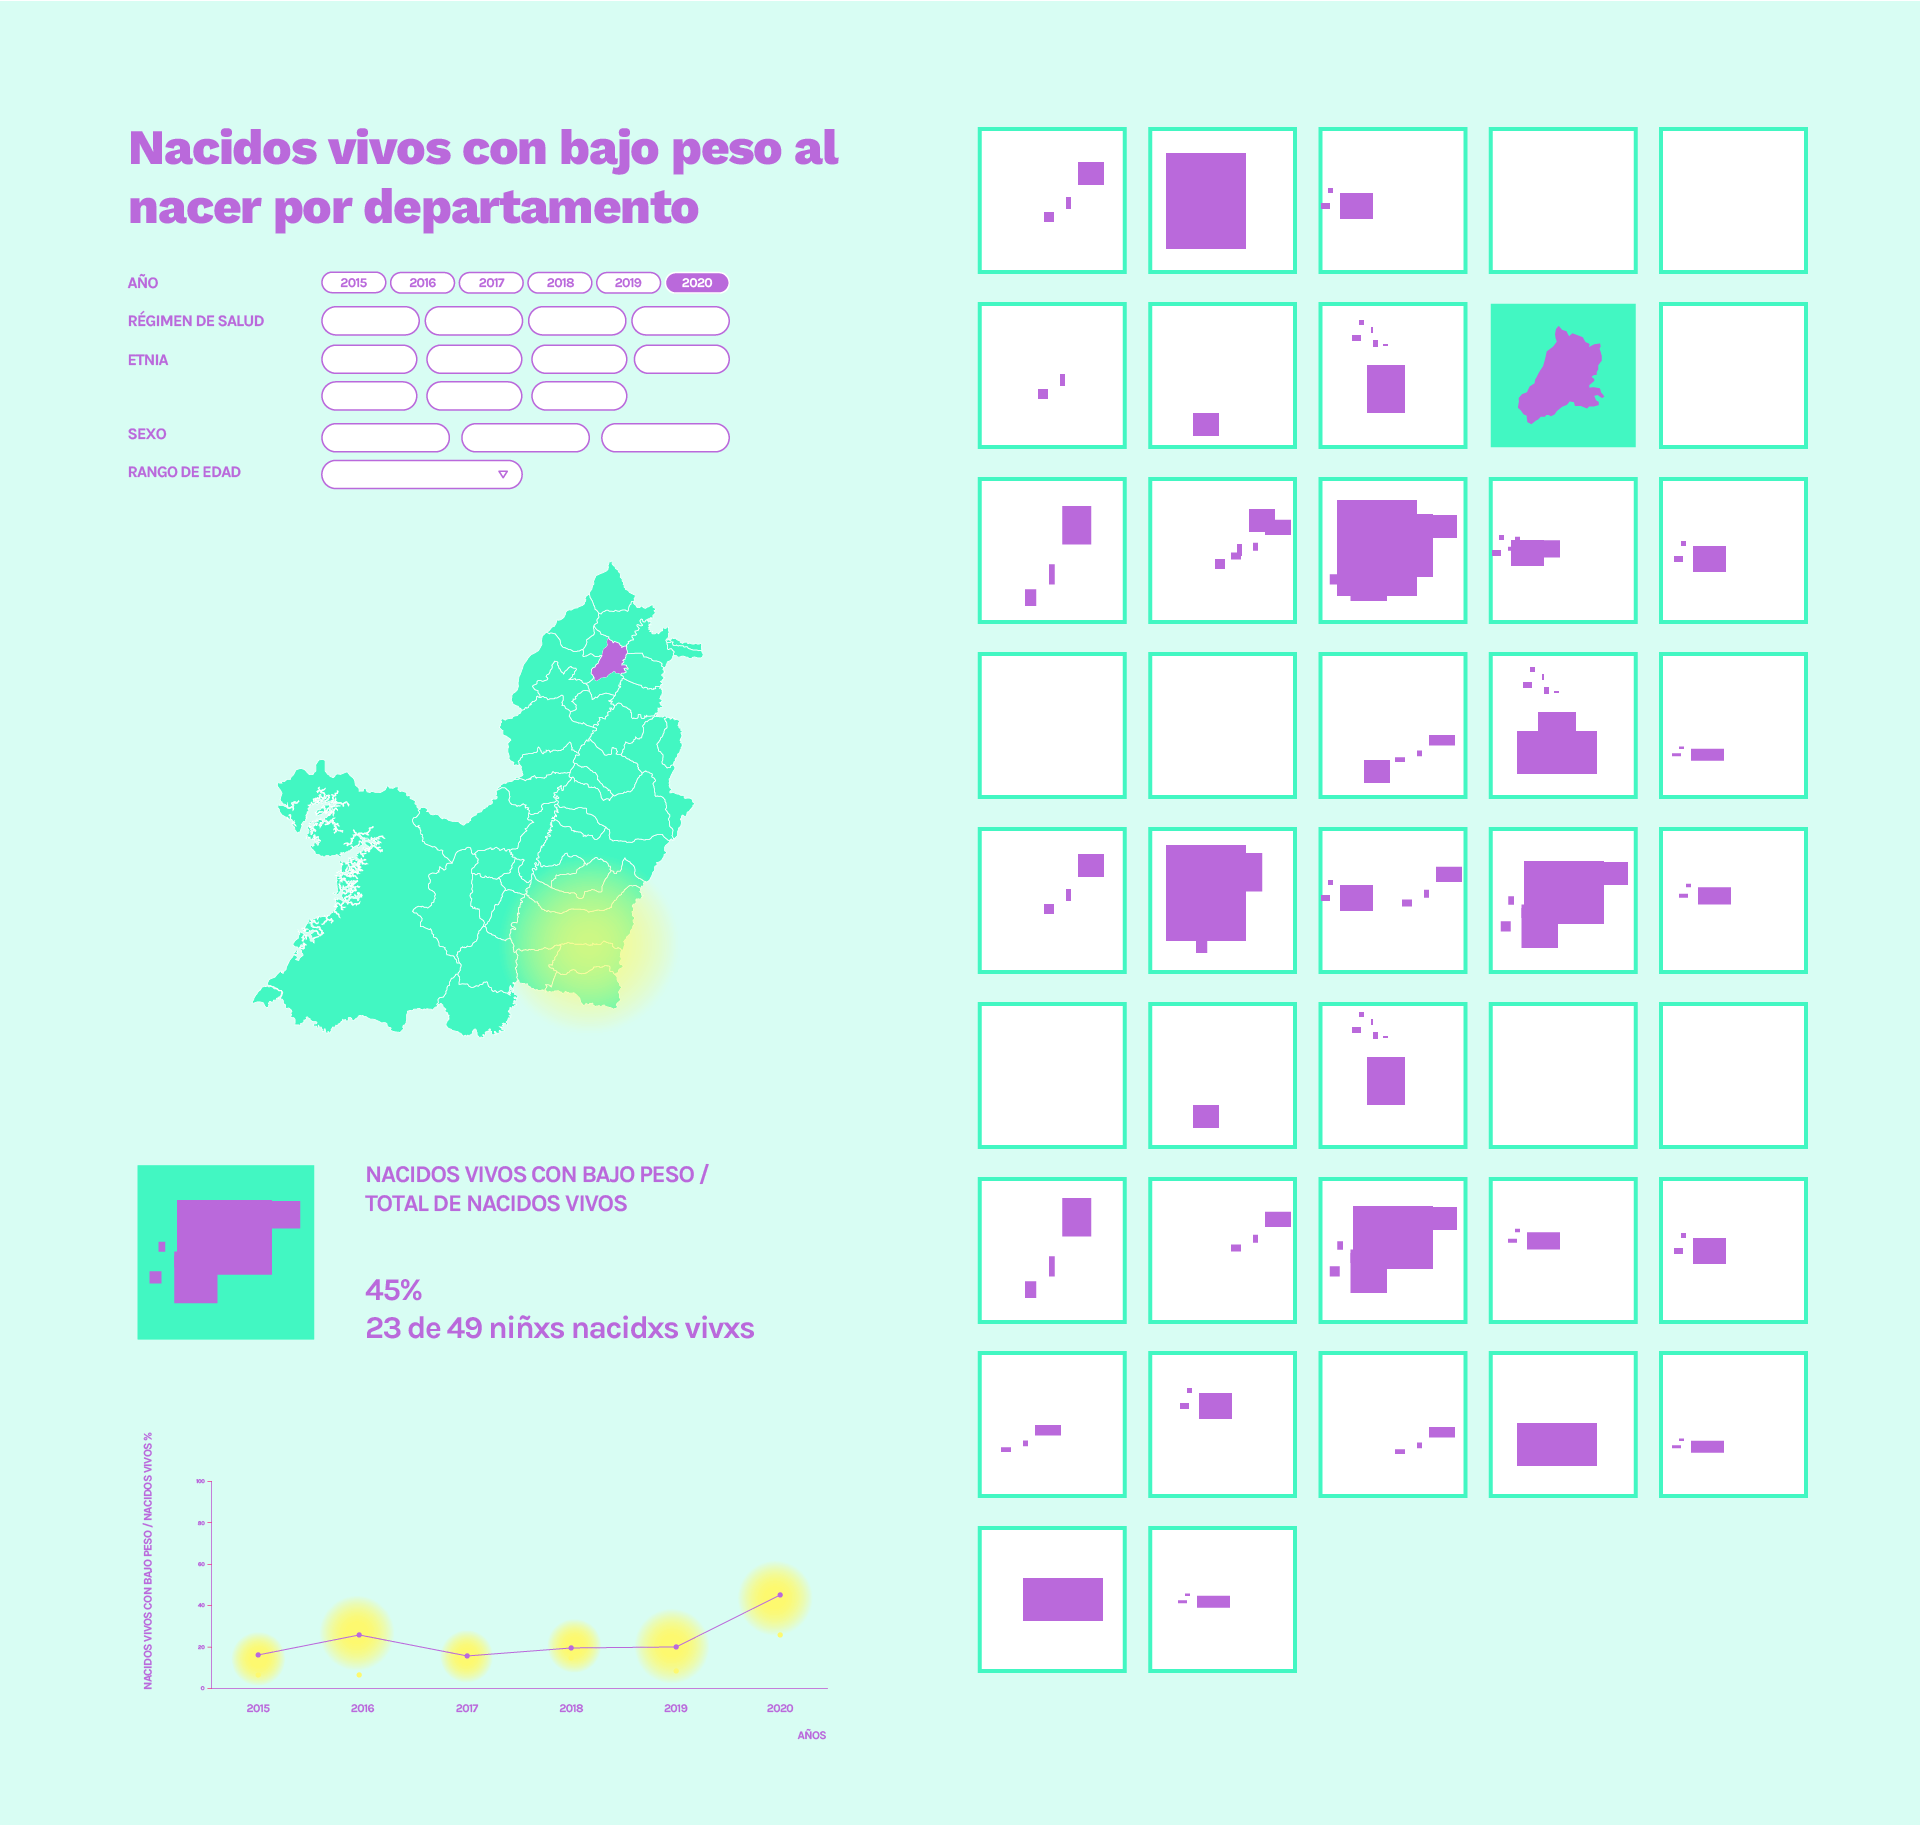 Nacidos vivos con bajo peso al
nacer por departamento
AÑO
2015 2016 2017 2018 2019 2020
RÉGIMEN DE SALUD
ETNIA
SEXO
RANGO DE EDAD
NACIDOS VIVOS CON BAJO PESO /
TOTAL DE NACIDOS VIVOS
45%
23 de 49 niñxs nacidxs vivxs
NACIDOS VIVOS CON BAJO PESO / NACIDOS VIVOS %
100
80
60
40
20
0
2015 2016 2017 2018 2019 2020
AÑOS